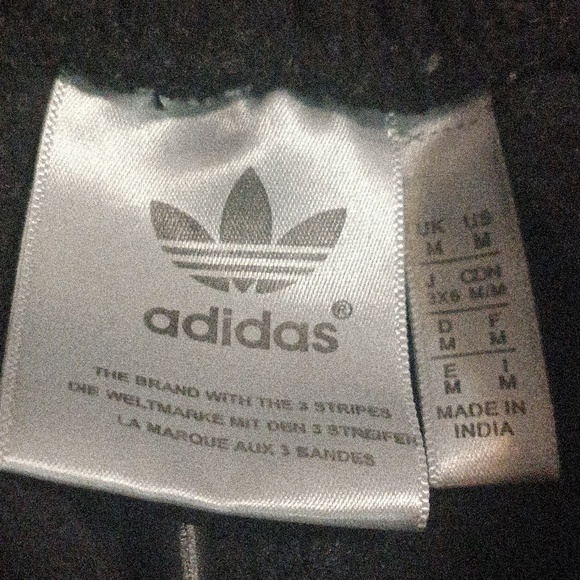 adidas®
THE BRAND WITH THE 3 STRIPES
DIE WELTMARKE MIT DEN 3 STREIFEN
LA MARQUE AUX 3 BANDES
UK US
M M
J CDN
M/M
D F
M M
E I
M M
MADE IN
INDIA